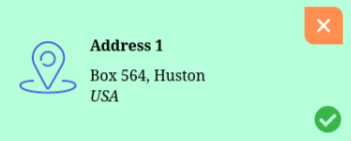 Address 1
Box 564, Huston
USA